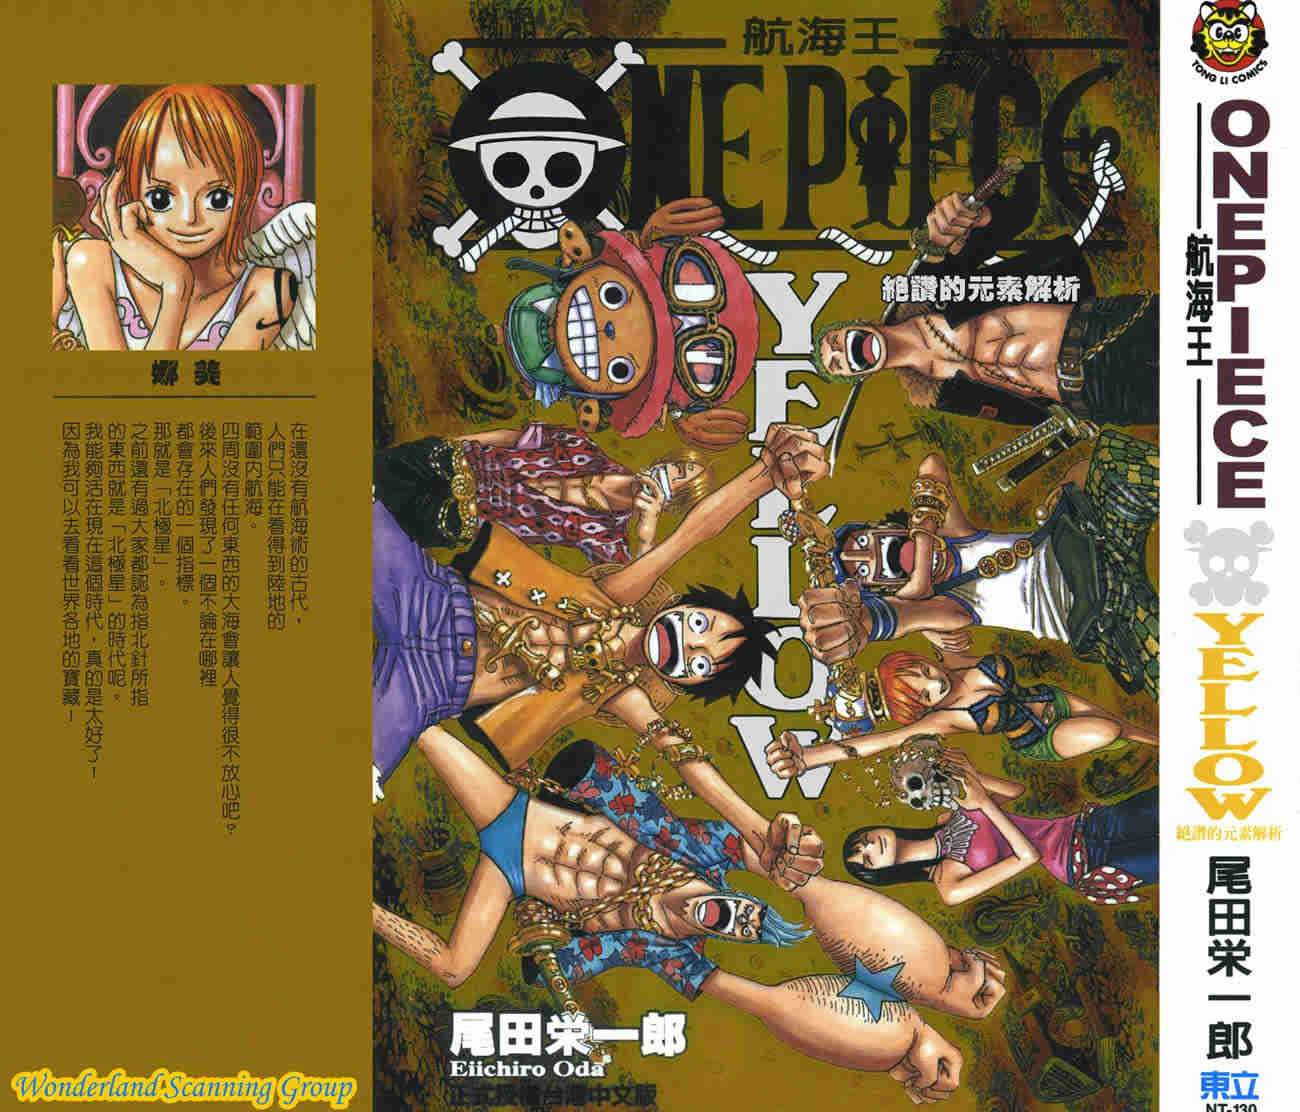 娜美
在還沒有航海術的古代，
人們只能在看得到陸地的
範圍內航海。
四周沒有任何東西的大海會讓人覺得很不放心吧？
後來人們發現了一個不論在哪裡
都會存在的一個指標。
那就是「北極星」。
之前還有過大家都認為指北針所指
的東西就是「北極星」的時代呢。
我能夠活在現在這個時代，真的是太好了！
因為我可以去看看世界各地的寶藏！
Wonderland Scanning Group
航海王
ONE PIECE
YELLOW
絕讚的元素解析
尾田栄一郎
Eiichiro Oda
正式授權台灣中文版
TONG LI COMICS
ONE PIECE
航海王
YELLOW
絕讚的元素解析
尾田栄一郎
東立
NT-130